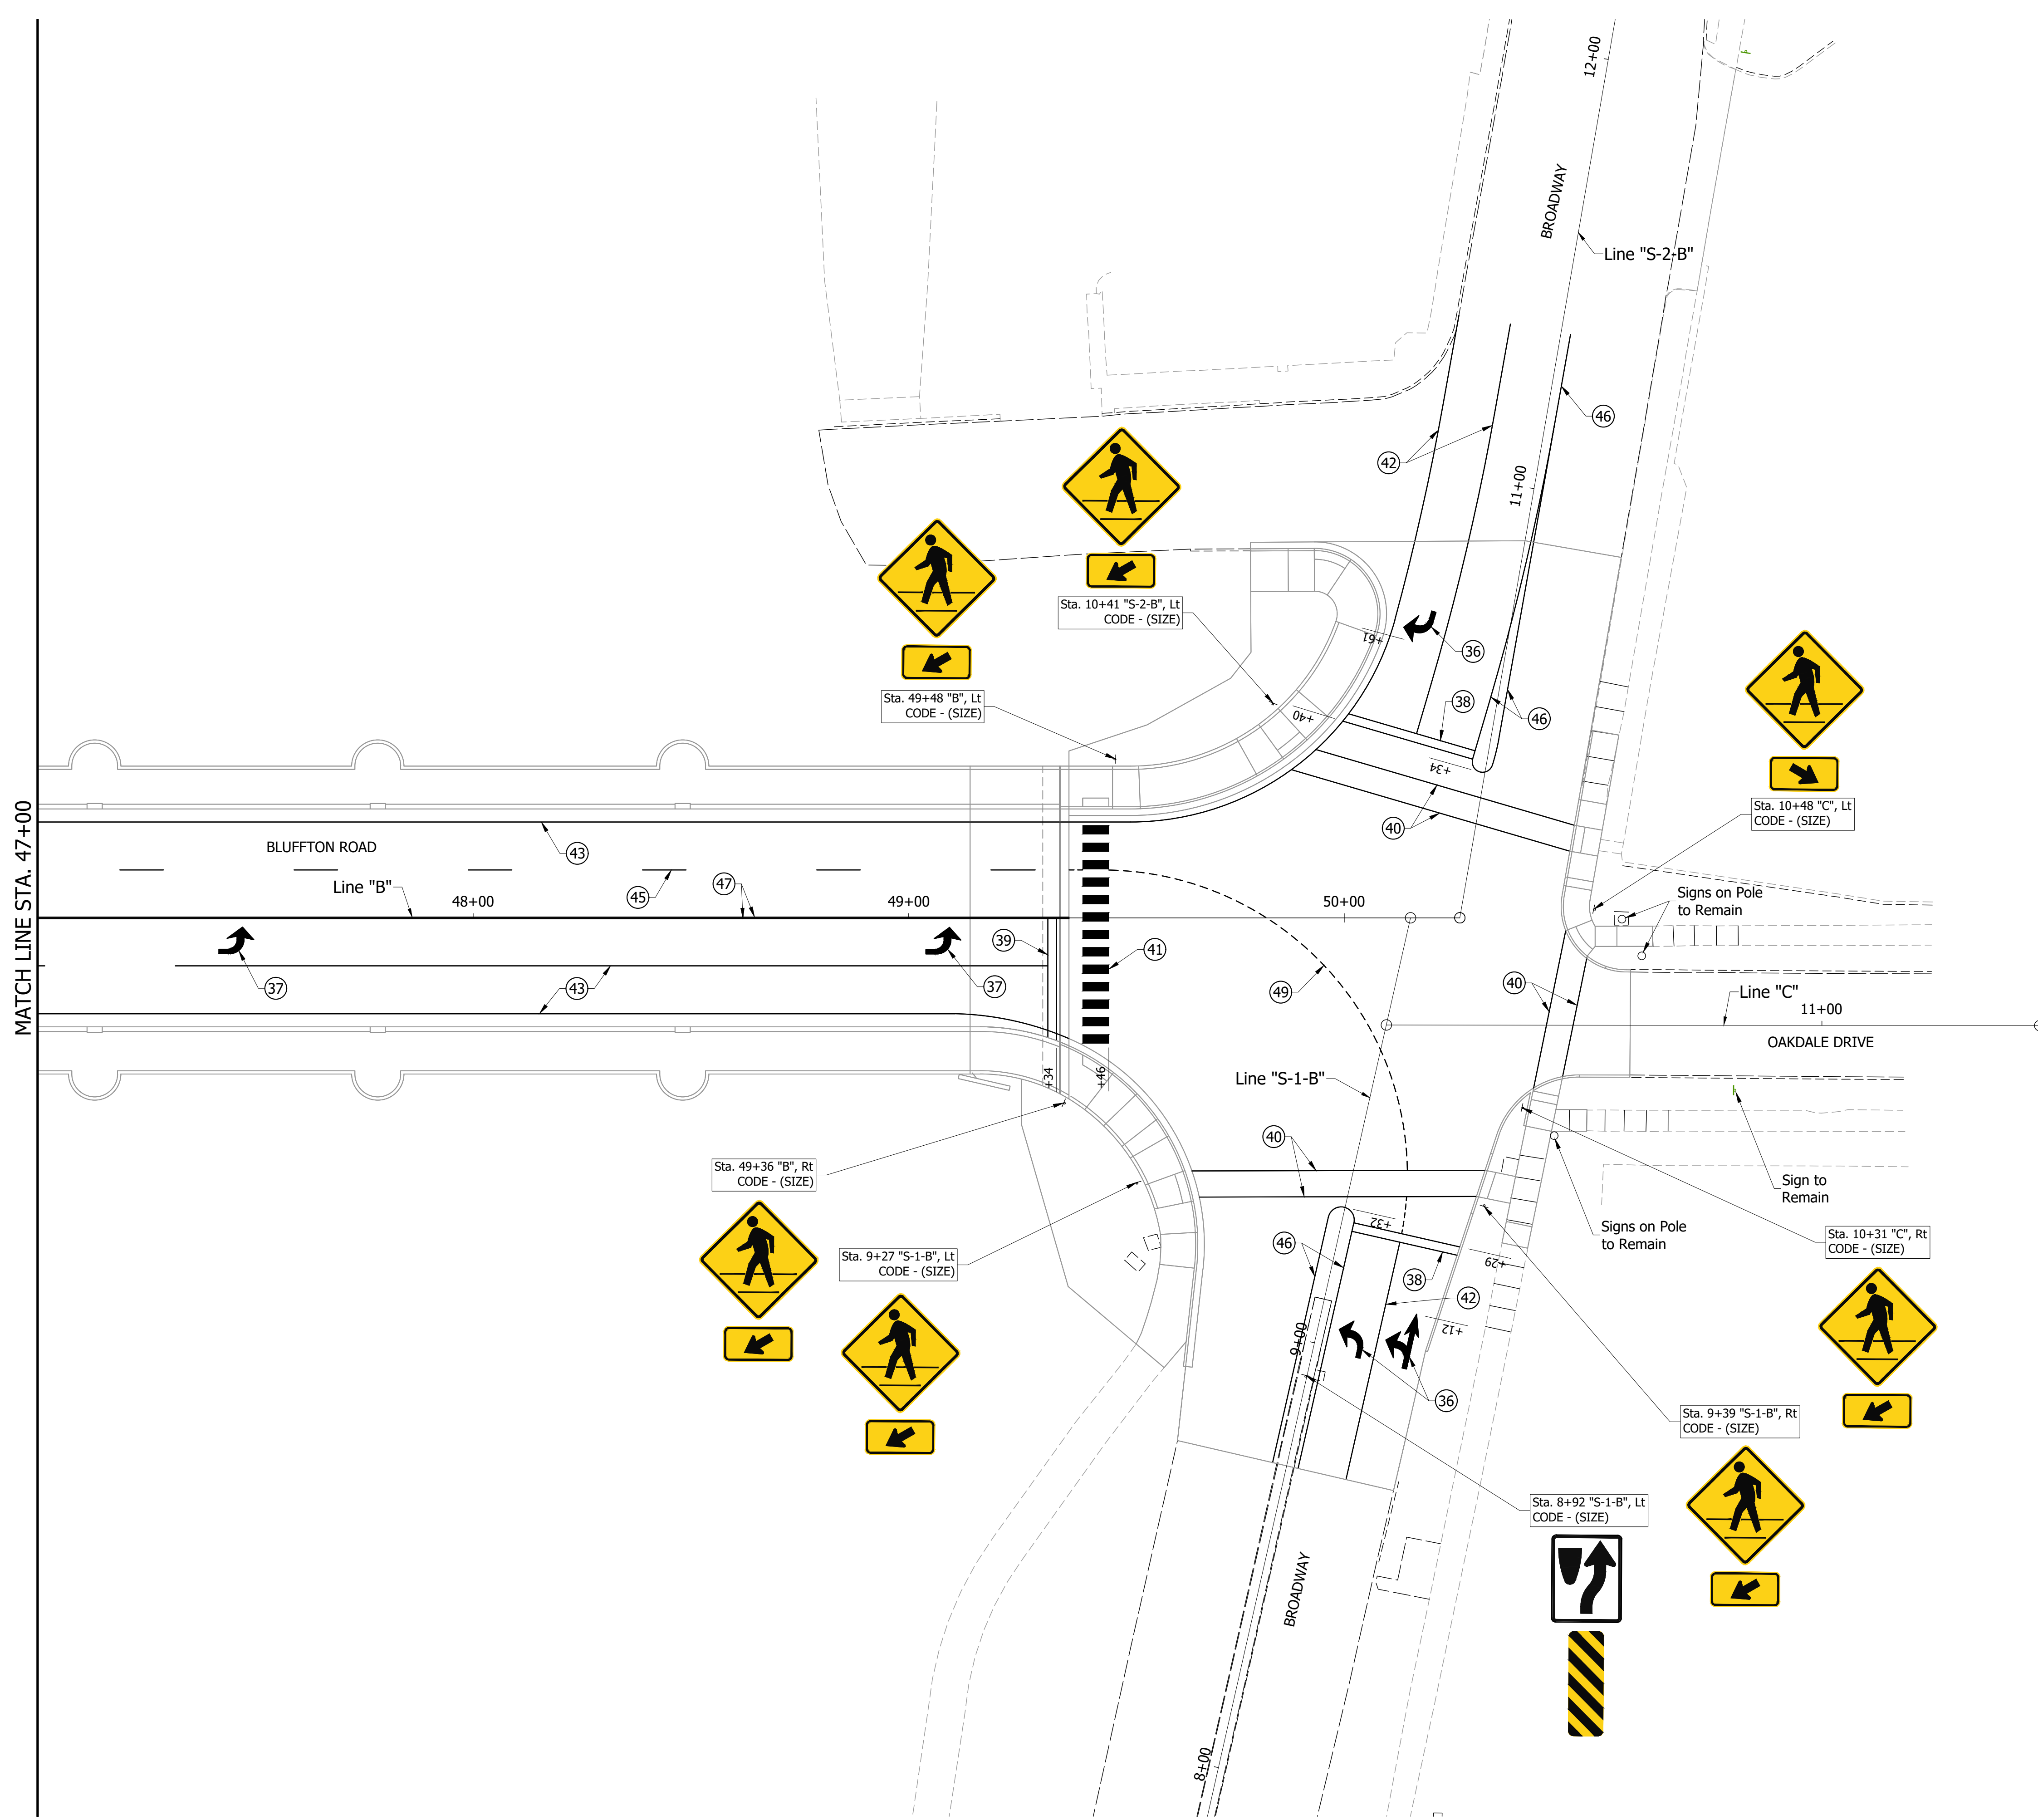 12+00
BROADWAY
Line "S-2-B"
46
42
11+00
Sta. 10+41 "S-2-B", Lt
CODE - (SIZE)
+61
36
38
46
+40
+34
Sta. 49+48 "B", Lt
CODE - (SIZE)
40
Sta. 10+48 "C", Lt
CODE - (SIZE)
MATCH LINE STA. 47+00
BLUFFTON ROAD
43
Line "B"
45
47
48+00
49+00
50+00
Signs on Pole
to Remain
39
41
37
37
43
49
40
Line "C"
11+00
OAKDALE DRIVE
+34
+46
Line "S-1-B"
40
Sta. 49+36 "B", Rt
CODE - (SIZE)
Sign to
Remain
Signs on Pole
to Remain
Sta. 10+31 "C", Rt
CODE - (SIZE)
Sta. 9+27 "S-1-B", Lt
CODE - (SIZE)
46
+32
38
+29
42
+12
9+00
36
Sta. 9+39 "S-1-B", Rt
CODE - (SIZE)
Sta. 8+92 "S-1-B", Lt
CODE - (SIZE)
BROADWAY
8+00